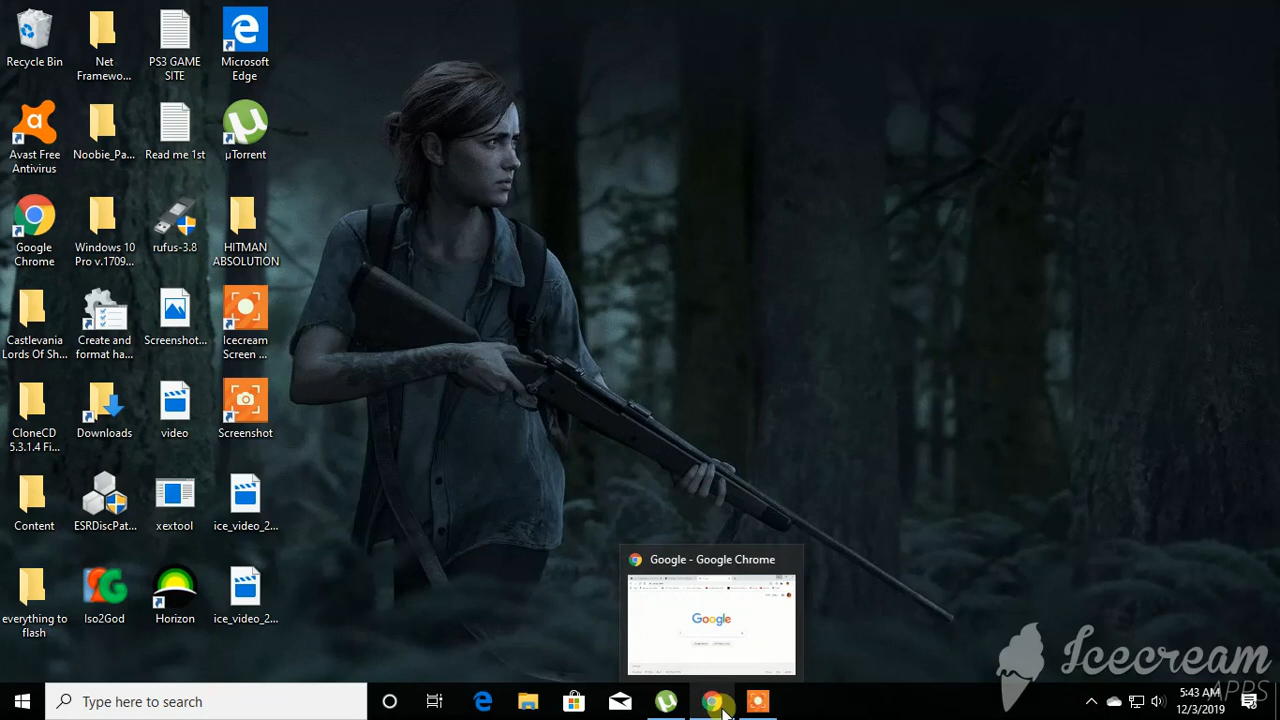 Recycle Bin
Net
Framewo...
PS3 GAME
SITE
Microsoft
Edge
Avast Free
Antivirus
Noobie_Pa...
Read me 1st
µTorrent
Google
Chrome
Windows 10
Pro v.1709...
rufus-3.8
HITMAN
ABSOLUTION
Castlevania
Lords Of Sh...
Create and
format ha...
Screenshot...
Icecream
Screen ...
CloneCD
5.3.1.4 Fi...
Downloads
video
Screenshot
Content
ESRDiscPat...
xextool
ice_video_2...
everything to
flash
Iso2God
Horizon
ice_video_2...
Google - Google Chrome
Google
Icecream
APPS
Type here to search
AM
12/3/2019